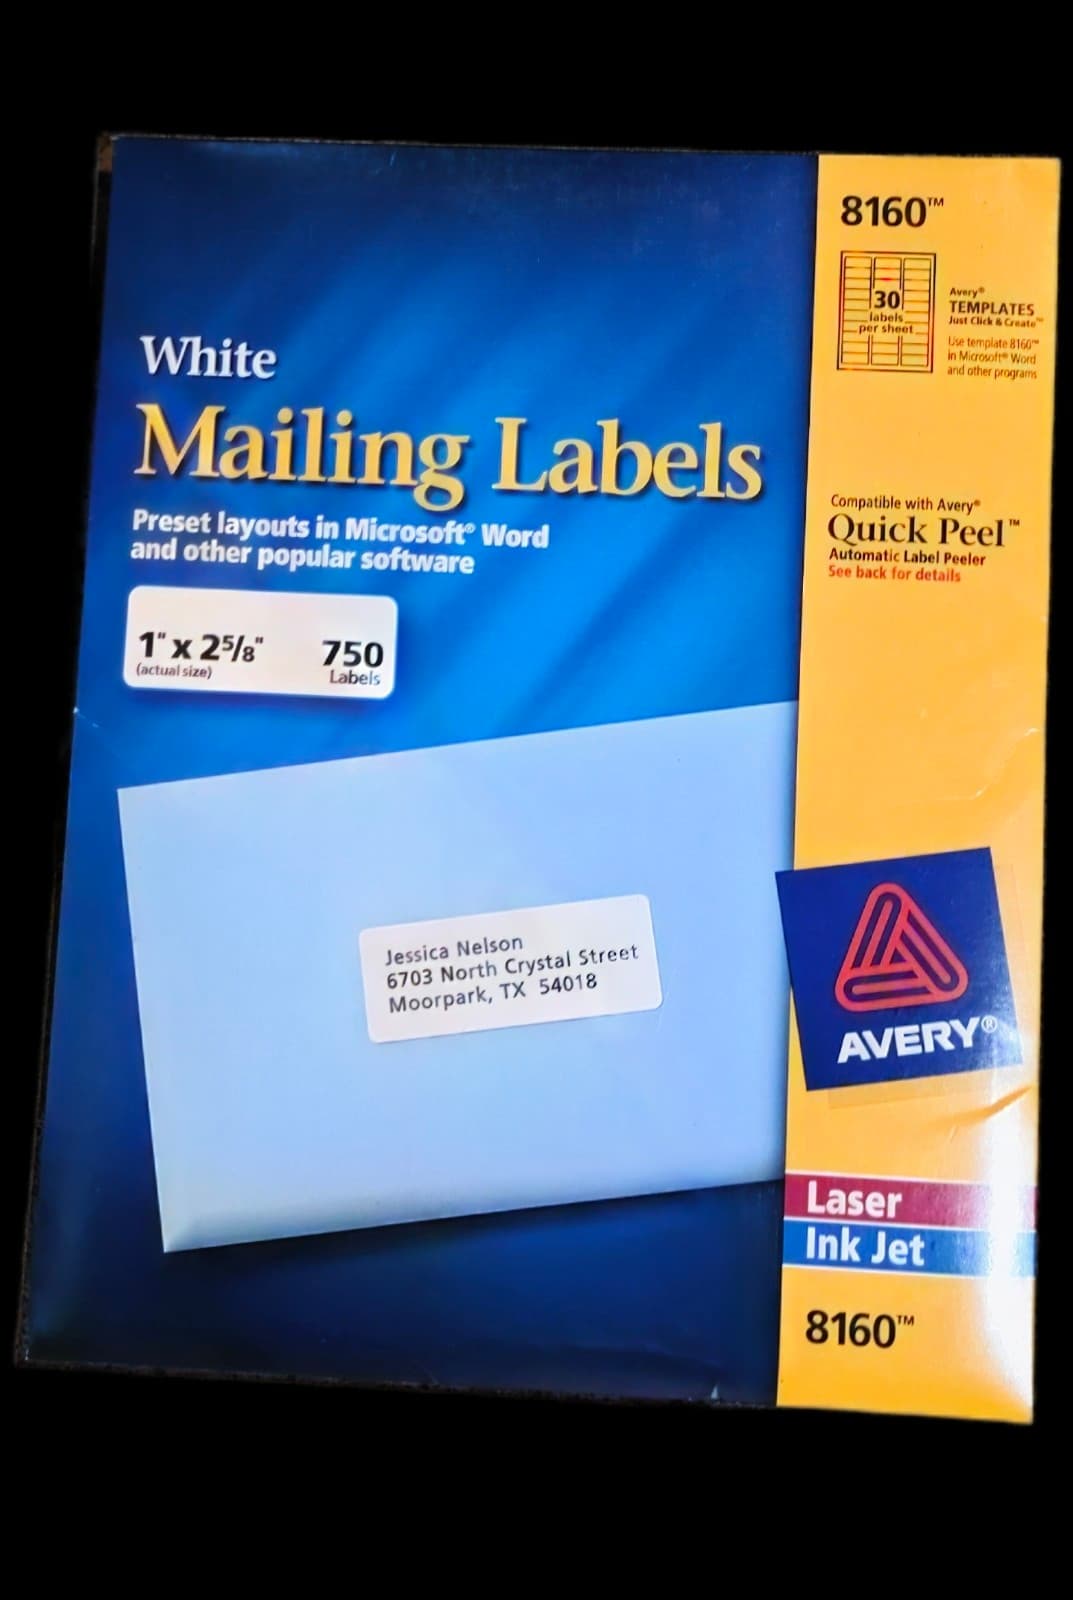 8160™
30
labels
per sheet
Avery®
TEMPLATES
Just Click & Create™
Use template 8160™
in Microsoft® Word
and other programs
White
Mailing Labels
Preset layouts in Microsoft® Word
and other popular software
1" x 2⅝"
(actual size)
750
Labels
Compatible with Avery®
Quick Peel™
Automatic Label Peeler
See back for details
Jessica Nelson
6703 North Crystal Street
Moorpark, TX 54018
AVERY®
Laser
Ink Jet
8160™